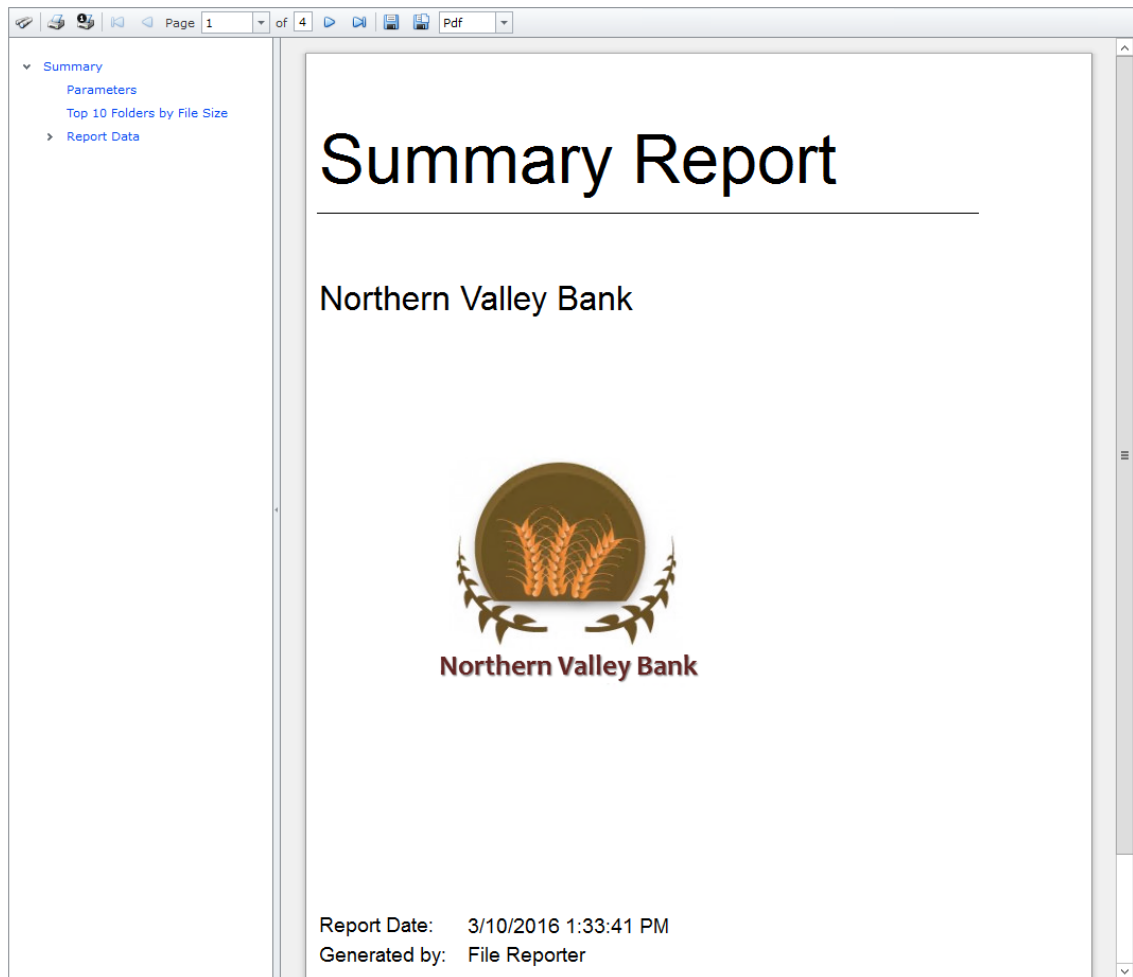 Page 1 of 4 Pdf
Summary
Parameters
Top 10 Folders by File Size
Report Data
Summary Report
Northern Valley Bank
Northern Valley Bank
Report Date: 3/10/2016 1:33:41 PM
Generated by: File Reporter